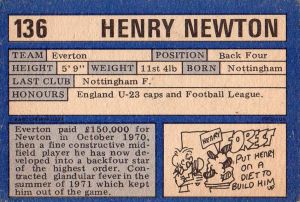 136 HENRY NEWTON
TEAM Everton POSITION Back Four
HEIGHT 5' 9" WEIGHT 11st 4lb BORN Nottingham
LAST CLUB Nottingham F.
HONOURS England U-23 caps and Football League.
Everton paid £150,000 for
Newton in October 1970,
then a fine constructive mid-
field player he has now de-
veloped into a backfour star
of the highest order. Con-
tracted glandular fever in the
summer of 1971 which kept
him out of the game.
HENRY
PUT HENRY
ON A
DIET TO
BUILD HIM
UP